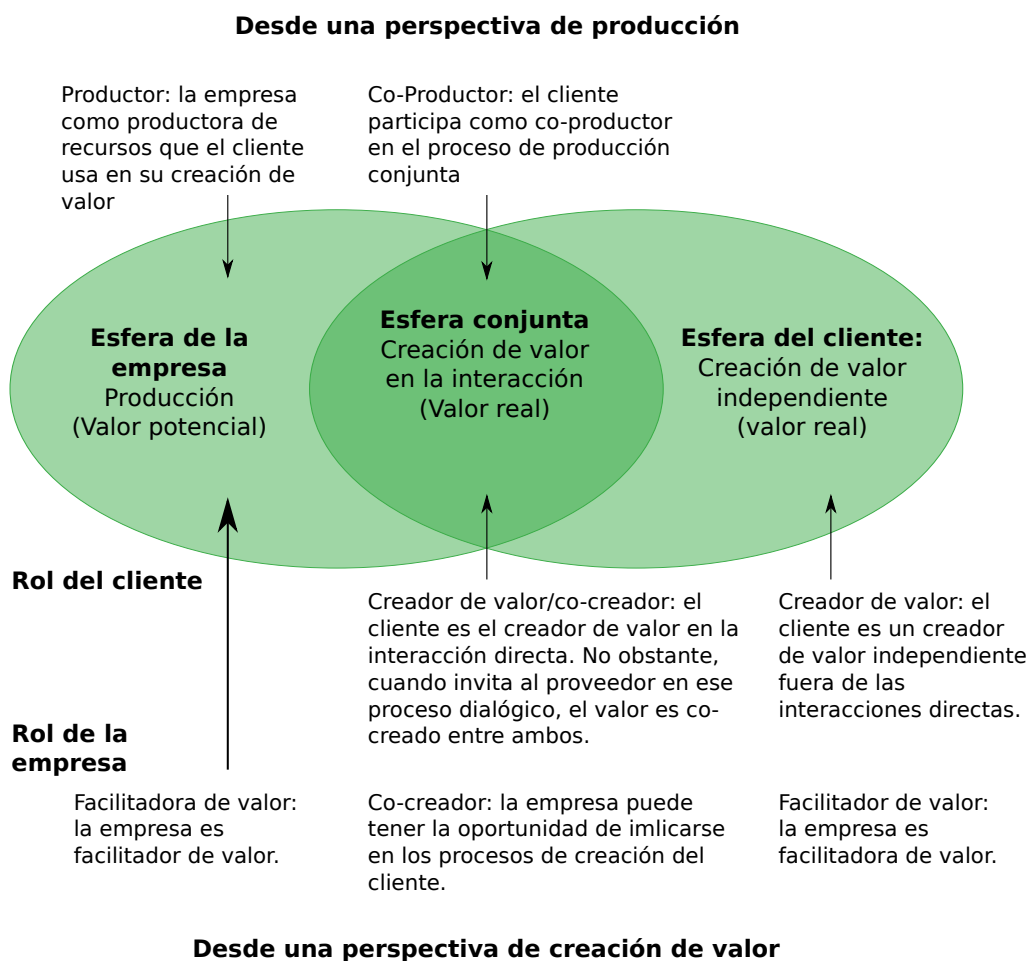 Desde una perspectiva de producción
Productor: la empresa
como productora de
recursos que el cliente
usa en su creación de
valor
Co-Productor: el cliente
participa como co-productor
en el proceso de producción
conjunta
Esfera de la
empresa
Producción
(Valor potencial)
Esfera conjunta
Creación de valor
en la interacción
(Valor real)
Esfera del cliente:
Creación de valor
independiente
(valor real)
Rol del cliente
Creador de valor/co-creador: el
cliente es el creador de valor en la
interacción directa. No obstante,
cuando invita al proveedor en ese
proceso dialógico, el valor es co-
creado entre ambos.
Creador de valor: el
cliente es un creador
de valor independiente
fuera de las
interacciones directas.
Rol de la
empresa
Facilitadora de valor:
la empresa es
facilitador de valor.
Co-creador: la empresa puede
tener la oportunidad de imlicarse
en los procesos de creación del
cliente.
Facilitador de valor:
la empresa es
facilitadora de valor.
Desde una perspectiva de creación de valor